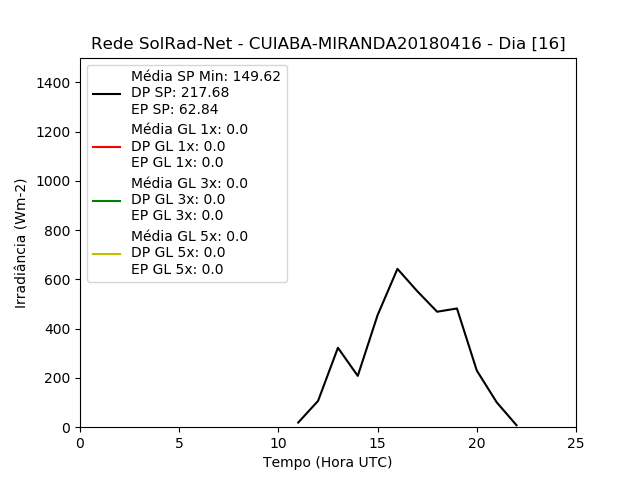 Rede SolRad-Net - CUIABA-MIRANDA20180416 - Dia [16]
Média SP Min: 149.62
DP SP: 217.68
EP SP: 62.84
Média GL 1x: 0.0
DP GL 1x: 0.0
EP GL 1x: 0.0
Média GL 3x: 0.0
DP GL 3x: 0.0
EP GL 3x: 0.0
Média GL 5x: 0.0
DP GL 5x: 0.0
EP GL 5x: 0.0
Irradiância (Wm-2)
1400
1200
1000
800
600
400
200
0
0 5 10 15 20 25
Tempo (Hora UTC)